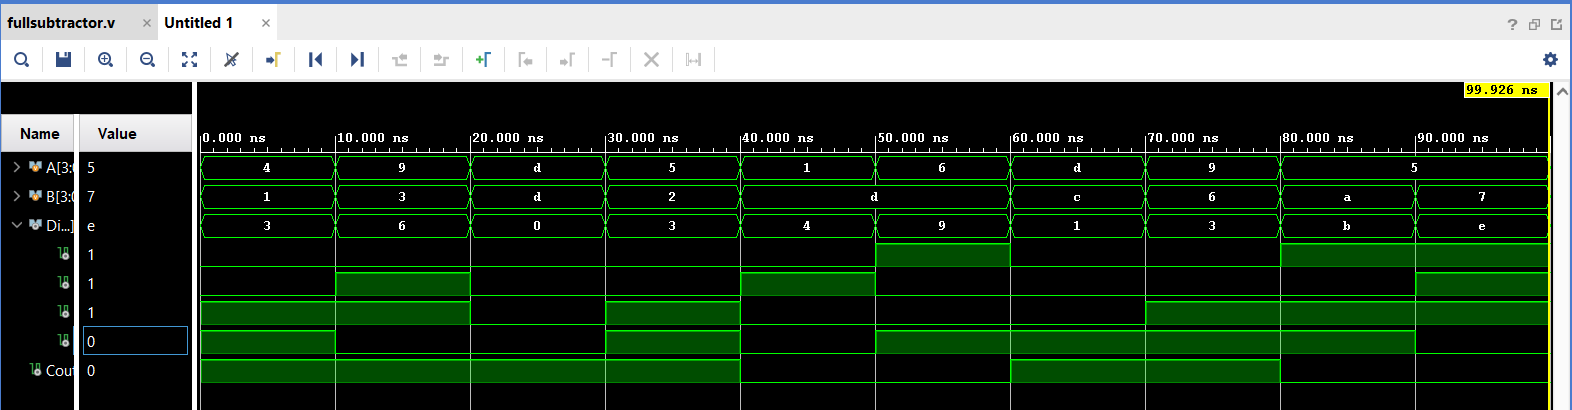 fullsubtractor.v × Untitled 1 ×
?
99.926 ns
Name Value 0.000 ns 10.000 ns 20.000 ns 30.000 ns 40.000 ns 50.000 ns 60.000 ns 70.000 ns 80.000 ns 90.000 ns
A[3:0 5 4 9 d 5 1 6 d 9 5
B[3:0 7 1 3 d 2 d c 6 a 7
Di...] e 3 6 0 3 4 9 1 3 b e
1
1
1
0
Cout 0